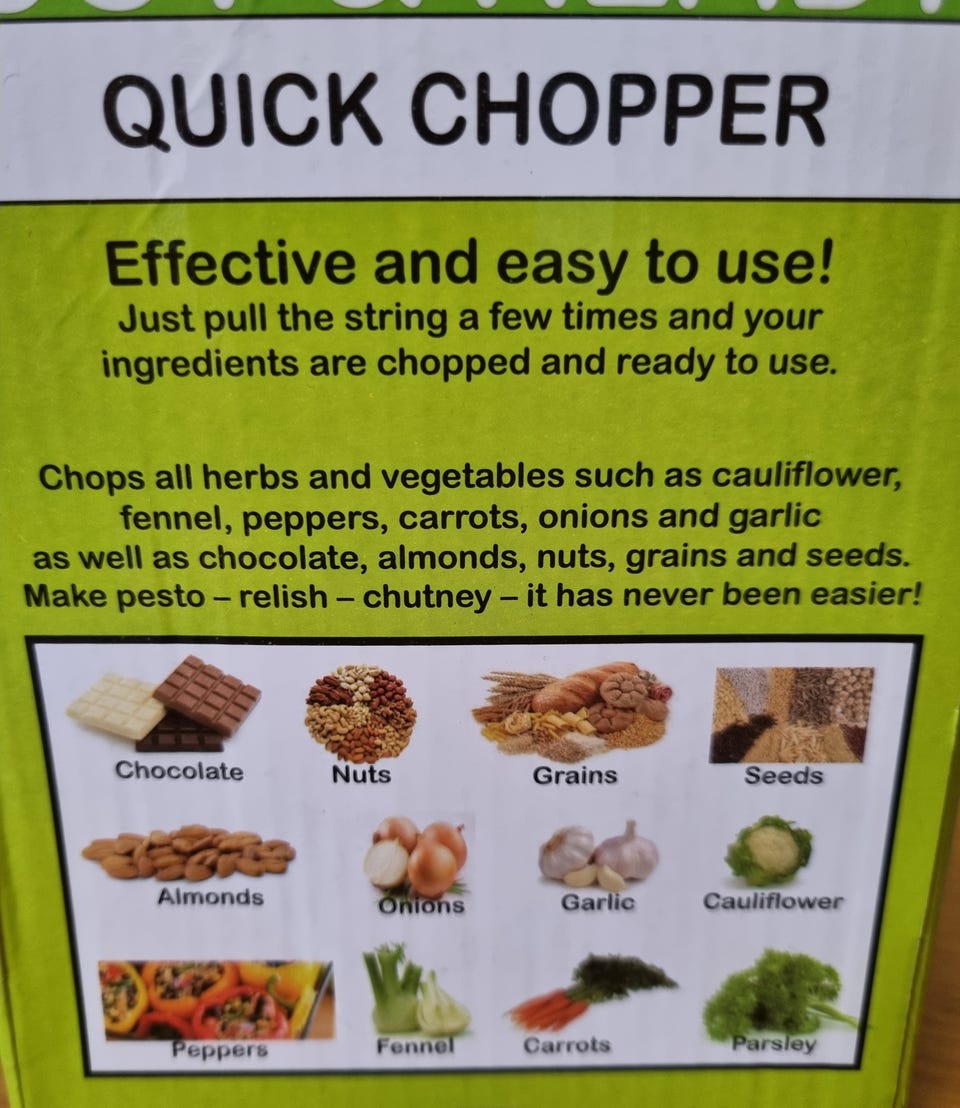 QUICK CHOPPER
Effective and easy to use!
Just pull the string a few times and your
ingredients are chopped and ready to use.
Chops all herbs and vegetables such as cauliflower,
fennel, peppers, carrots, onions and garlic
as well as chocolate, almonds, nuts, grains and seeds.
Make pesto – relish – chutney – it has never been easier!
Chocolate Nuts Grains Seeds
Almonds Onions Garlic Cauliflower
Peppers Fennel Carrots Parsley